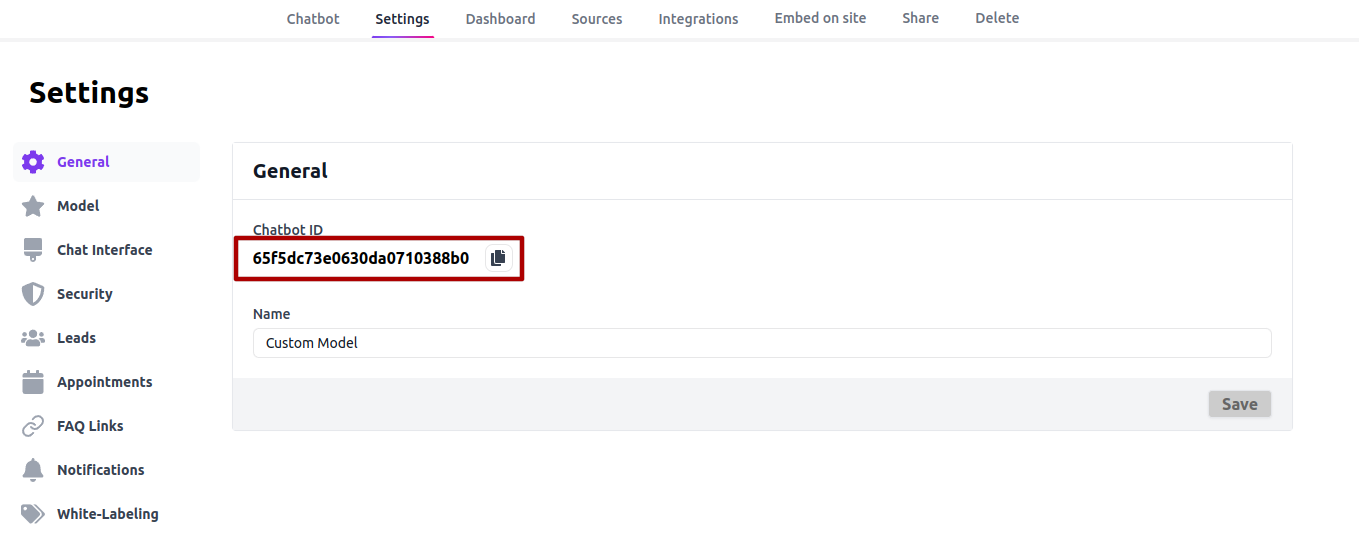 Chatbot Settings Dashboard Sources Integrations Embed on site Share Delete
Settings
General
Model
Chat Interface
Security
Leads
Appointments
FAQ Links
Notifications
White-Labeling
General
Chatbot ID
65f5dc73e0630da0710388b0
Name
Custom Model
Save